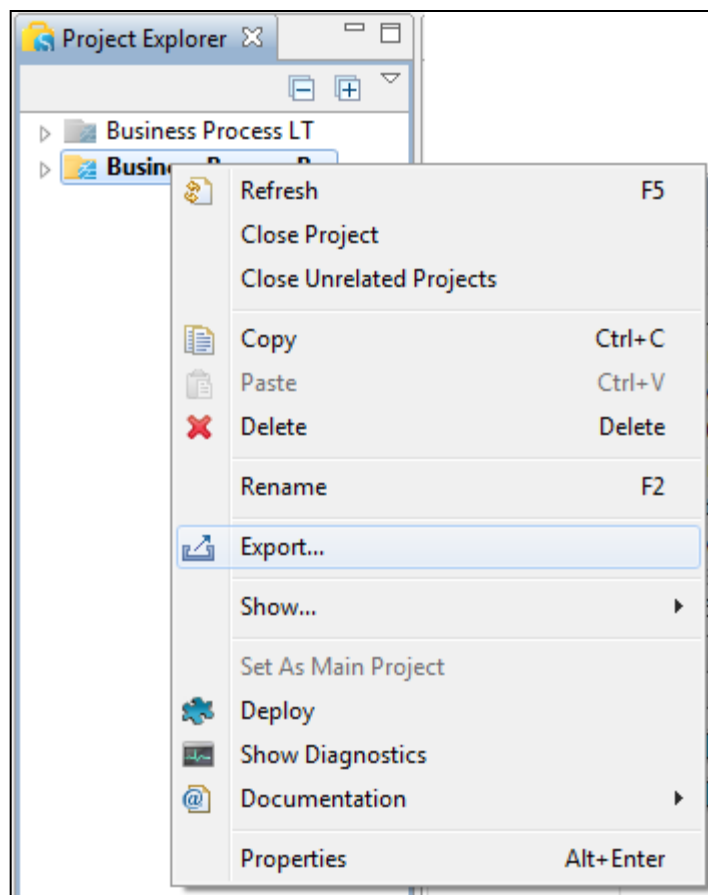 Project Explorer
Business Process LT
Refresh F5
Close Project
Close Unrelated Projects
Copy Ctrl+C
Paste Ctrl+V
Delete Delete
Rename F2
Export...
Show...
Set As Main Project
Deploy
Show Diagnostics
Documentation
Properties Alt+Enter